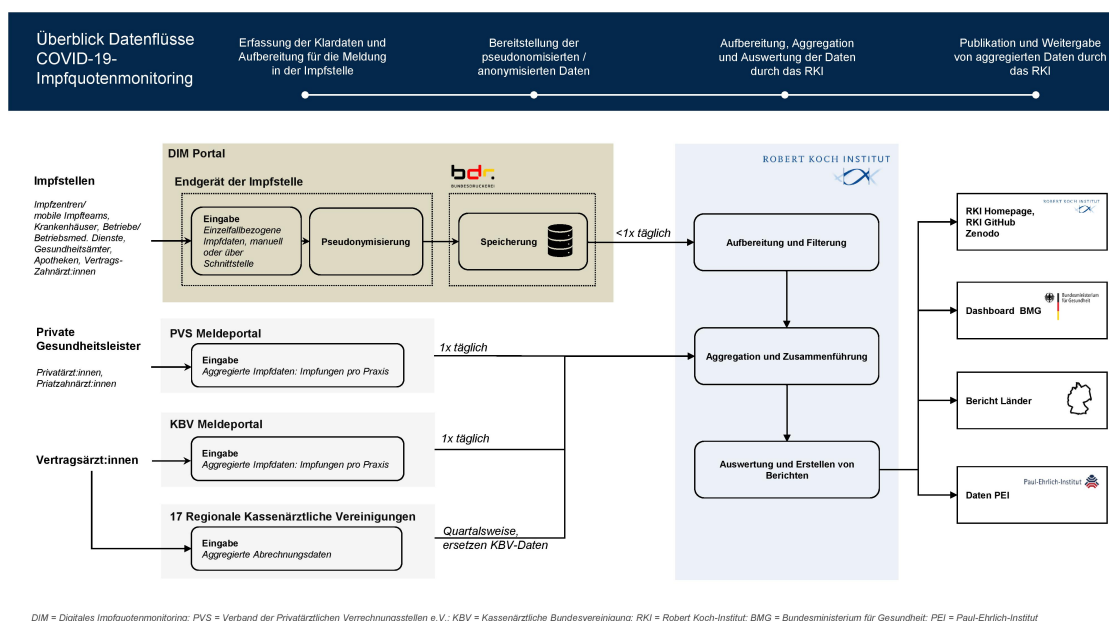 Überblick Datenflüsse
COVID-19-
Impfquotenmonitoring
Erfassung der Klardaten und
Aufbereitung für die Meldung
in der Impfstelle
Bereitstellung der
pseudonomisierten /
anonymisierten Daten
Aufbereitung, Aggregation
und Auswertung der Daten
durch das RKI
Publikation und Weitergabe
von aggregierten Daten durch
das RKI
DIM Portal
bdr.
BUNDESDRUCKEREI
ROBERT KOCH INSTITUT
Impfstellen
Impfzentren/
mobile Impfteams,
Krankenhäuser, Betriebe/
Betriebsmed. Dienste,
Gesundheitsämter,
Apotheken, Vertrags-
Zahnärzt:innen
Endgerät der Impfstelle
Eingabe
Einzelfallbezogene
Impfdaten, manuell
oder über
Schnittstelle
Pseudonymisierung
Speicherung
<1x täglich
Aufbereitung und Filterung
RKI Homepage,
RKI GitHub
Zenodo
ROBERT KOCH INSTITUT
Dashboard BMG
Bundesministerium
für Gesundheit
Private
Gesundheitsleister
Privatärzt:innen,
Priatzahnärzt:innen
PVS Meldeportal
Eingabe
Aggregierte Impfdaten: Impfungen pro Praxis
1x täglich
Aggregation und Zusammenführung
Bericht Länder
KBV Meldeportal
Vertragsärzt:innen
Eingabe
Aggregierte Impfdaten: Impfungen pro Praxis
1x täglich
Auswertung und Erstellen von
Berichten
Paul-Ehrlich-Institut
Daten PEI
17 Regionale Kassenärztliche Vereinigungen
Eingabe
Aggregierte Abrechnungsdaten
Quartalsweise,
ersetzen KBV-Daten
DIM = Digitales Impfquotenmonitoring; PVS = Verband der Privatärztlichen Verrechnungsstellen e.V.; KBV = Kassenärztliche Bundesvereinigung; RKI = Robert Koch-Institut; BMG = Bundesministerium für Gesundheit; PEI = Paul-Ehrlich-Institut